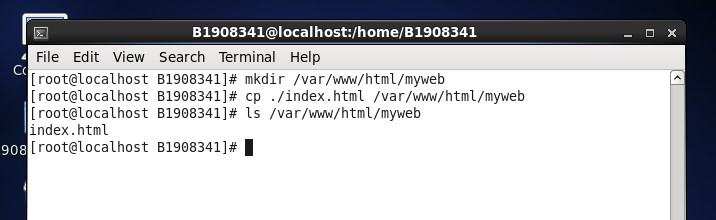 B1908341@localhost:/home/B1908341
File Edit View Search Terminal Help
[root@localhost B1908341]# mkdir /var/www/html/myweb
[root@localhost B1908341]# cp ./index.html /var/www/html/myweb
[root@localhost B1908341]# ls /var/www/html/myweb
index.html
[root@localhost B1908341]#